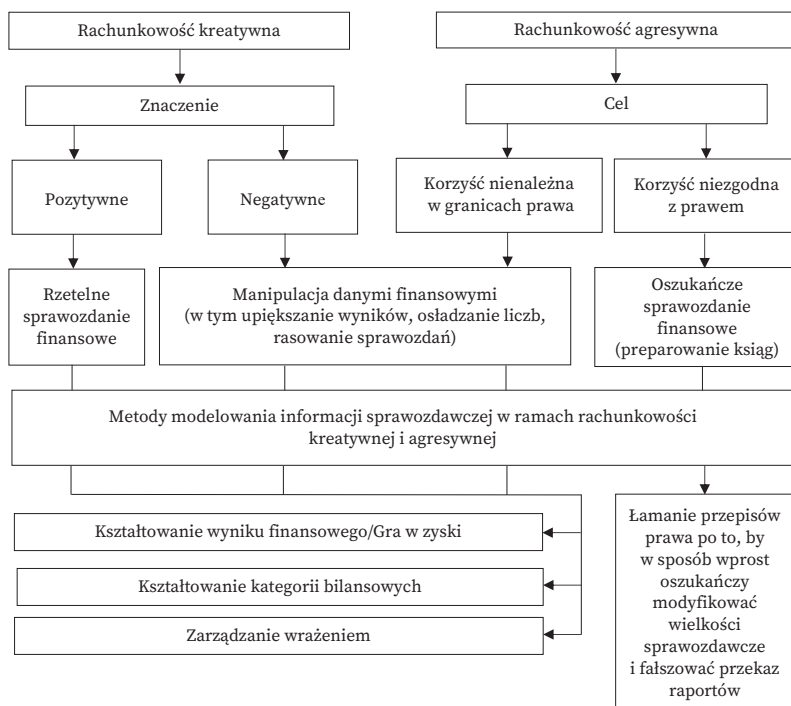 Rachunkowość kreatywna
Rachunkowość agresywna
Znaczenie
Cel
Pozytywne
Negatywne
Korzyść nienależna
w granicach prawa
Korzyść niezgodna
z prawem
Rzetelne
sprawozdanie
finansowe
Manipulacja danymi finansowymi
(w tym upiększanie wyników, osładzanie liczb,
rasowanie sprawozdań)
Oszukańcze
sprawozdanie
finansowe
(preparowanie ksiąg)
Metody modelowania informacji sprawozdawczej w ramach rachunkowości
kreatywnej i agresywnej
Kształtowanie wyniku finansowego/Gra w zyski
Kształtowanie kategorii bilansowych
Zarządzanie wrażeniem
Łamanie przepisów
prawa po to, by
w sposób wprost
oszukańczy
modyfikować
wielkości
sprawozdawcze
i fałszować przekaz
raportów